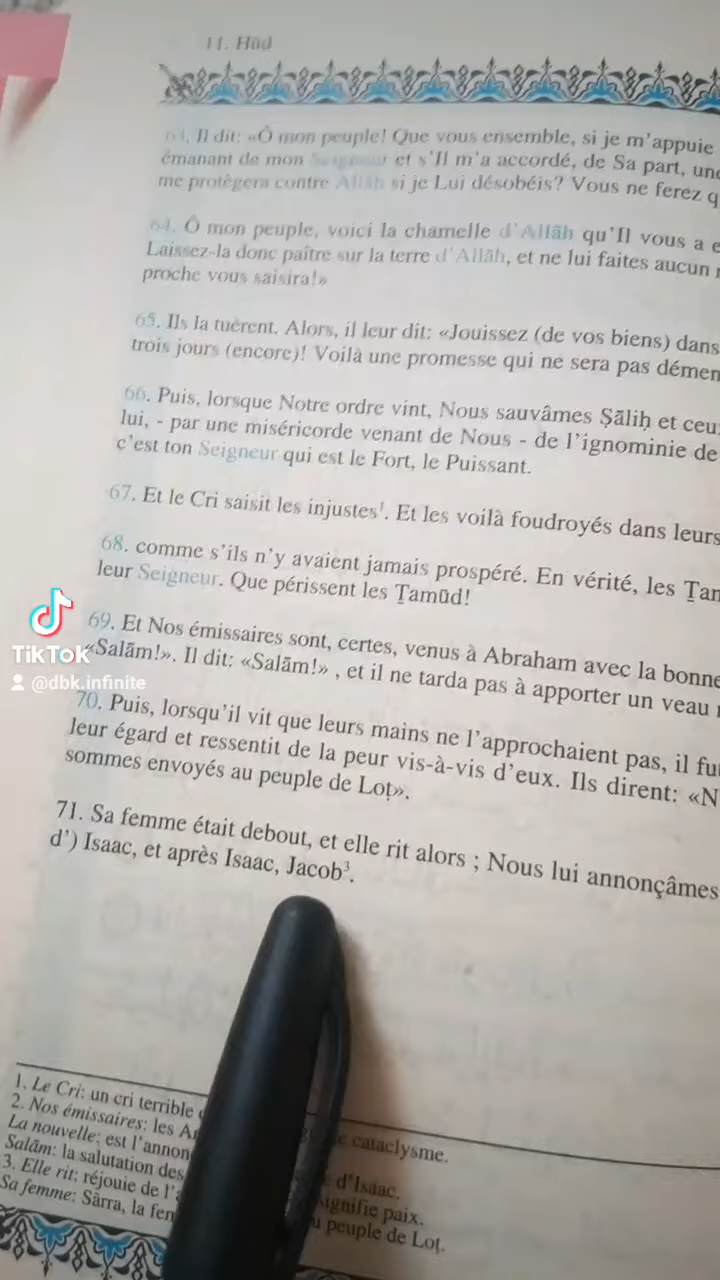 11. Hūd
63. Il dit: «Ô mon peuple! Que vous ensemble, si je m'appuie
émanant de mon Seigneur et s'Il m'a accordé, de Sa part, une
me protègera contre Allāh si je Lui désobéis? Vous ne ferez q
64. Ô mon peuple, voici la chamelle d'Allāh qu'Il vous a e
Laissez-la donc paître sur la terre d'Allāh, et ne lui faites aucun
proche vous saisira!»
65. Ils la tuèrent. Alors, il leur dit: «Jouissez (de vos biens) dans
trois jours (encore)! Voilà une promesse qui ne sera pas démen
66. Puis, lorsque Notre ordre vint, Nous sauvâmes Ṣāliḥ et ceu
lui, - par une miséricorde venant de Nous - de l'ignominie de
c'est ton Seigneur qui est le Fort, le Puissant.
67. Et le Cri saisit les injustes¹. Et les voilà foudroyés dans leurs
68. comme s'ils n'y avaient jamais prospéré. En vérité, les Ṯam
leur Seigneur. Que périssent les Ṯamūd!
69. Et Nos émissaires sont, certes, venus à Abraham avec la bonne
«Salām!». Il dit: «Salām!» , et il ne tarda pas à apporter un veau
70. Puis, lorsqu'il vit que leurs mains ne l'approchaient pas, il fu
leur égard et ressentit de la peur vis-à-vis d'eux. Ils dirent: «N
sommes envoyés au peuple de Loṭ».
71. Sa femme était debout, et elle rit alors ; Nous lui annonçâmes
d') Isaac, et après Isaac, Jacob³.
TikTok
@dbk.infinite
1. Le Cri: un cri terrible cataclysme.
2. Nos émissaires: les
La nouvelle: est l'annon d'Isaac.
Salām: la salutation des signifie paix.
3. Elle rit: réjouie de l' peuple de Loṭ.
Sa femme: Sārra, la fem